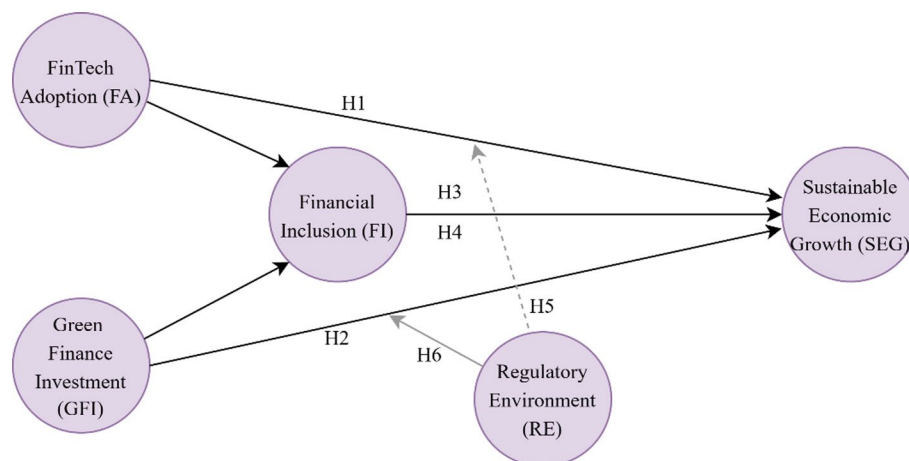 FinTech
Adoption (FA)
H1
Financial
Inclusion (FI)
H3
H4
Sustainable
Economic
Growth (SEG)
Green
Finance
Investment
(GFI)
H2
H5
H6
Regulatory
Environment
(RE)